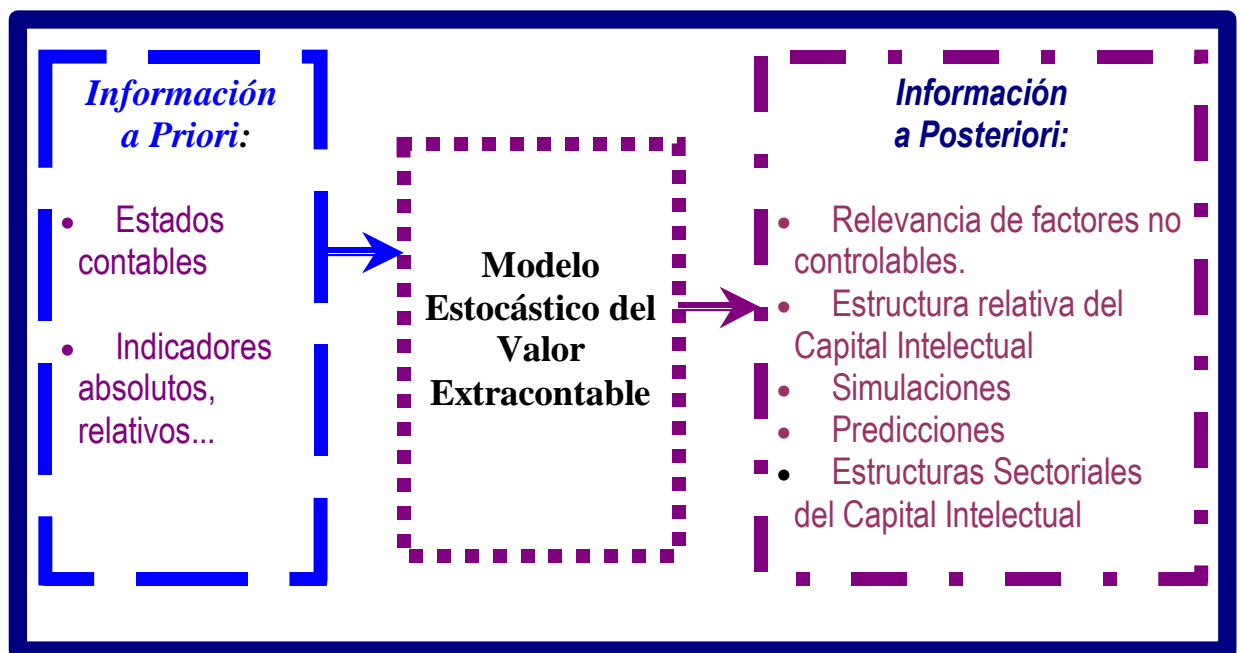 Información
a Priori:
• Estados
contables
• Indicadores
absolutos,
relativos...
Modelo
Estocástico del
Valor
Extracontable
Información
a Posteriori:
• Relevancia de factores no
controlables.
• Estructura relativa del
Capital Intelectual
• Simulaciones
• Predicciones
• Estructuras Sectoriales
del Capital Intelectual